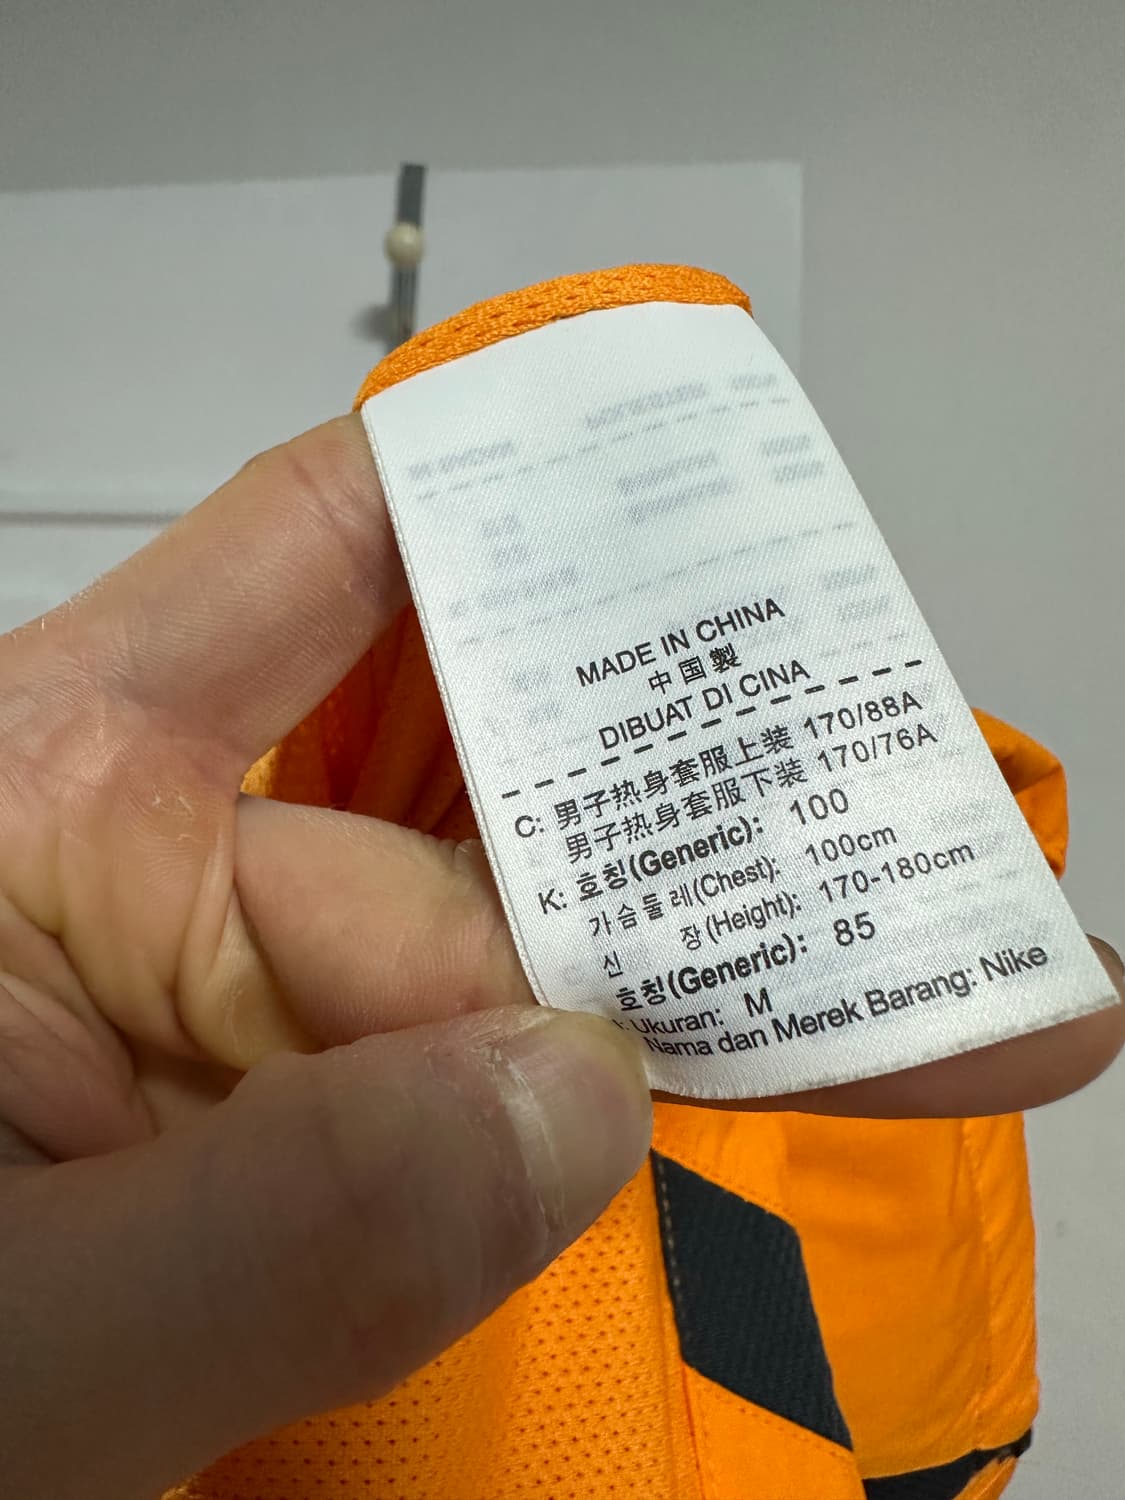 MADE IN CHINA
中国製
DIBUAT DI CINA
C: 男子热身套服上装 170/88A
男子热身套服下装 170/76A
K: 호칭(Generic): 100
가슴둘레(Chest): 100cm
신 장(Height): 170-180cm
호칭(Generic): 85
I: Ukuran: M
Nama dan Merek Barang: Nike